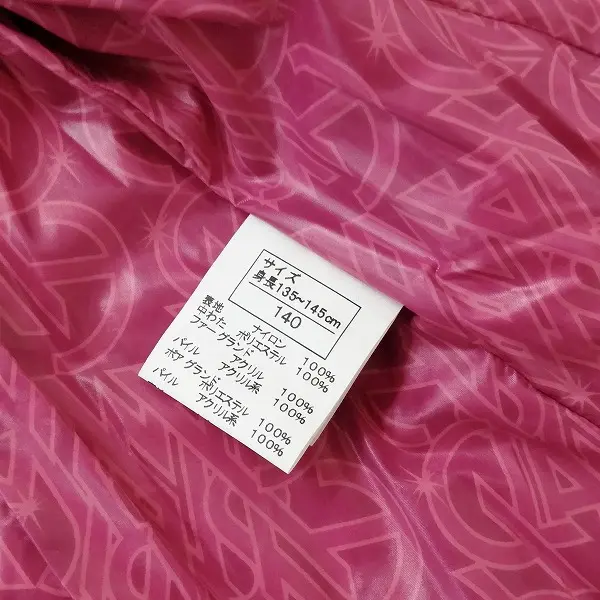 サイズ
身長135~145cm
140
表地 ナイロン 100%
中わた ポリエステル 100%
ファー グランド アクリル 100%
パイル アクリル系 100%
ボア グランド ポリエステル 100%
パイル アクリル系 100%